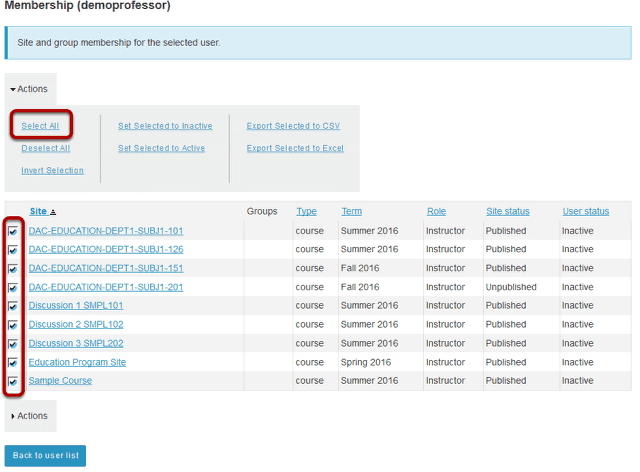 Membership (demoprofessor)
Site and group membership for the selected user.
Actions
Select All Set Selected to Inactive Export Selected to CSV
Deselect All Set Selected to Active Export Selected to Excel
Invert Selection
Site Groups Type Term Role Site status User status
DAC-EDUCATION-DEPT1-SUBJ1-101 course Summer 2016 Instructor Published Inactive
DAC-EDUCATION-DEPT1-SUBJ1-126 course Summer 2016 Instructor Published Inactive
DAC-EDUCATION-DEPT1-SUBJ1-151 course Fall 2016 Instructor Published Inactive
DAC-EDUCATION-DEPT1-SUBJ1-201 course Fall 2016 Instructor Unpublished Inactive
Discussion 1 SMPL101 course Summer 2016 Instructor Published Inactive
Discussion 2 SMPL102 course Summer 2016 Instructor Published Inactive
Discussion 3 SMPL202 course Summer 2016 Instructor Published Inactive
Education Program Site course Spring 2016 Instructor Published Inactive
Sample Course course Summer 2016 Instructor Published Inactive
Actions
Back to user list